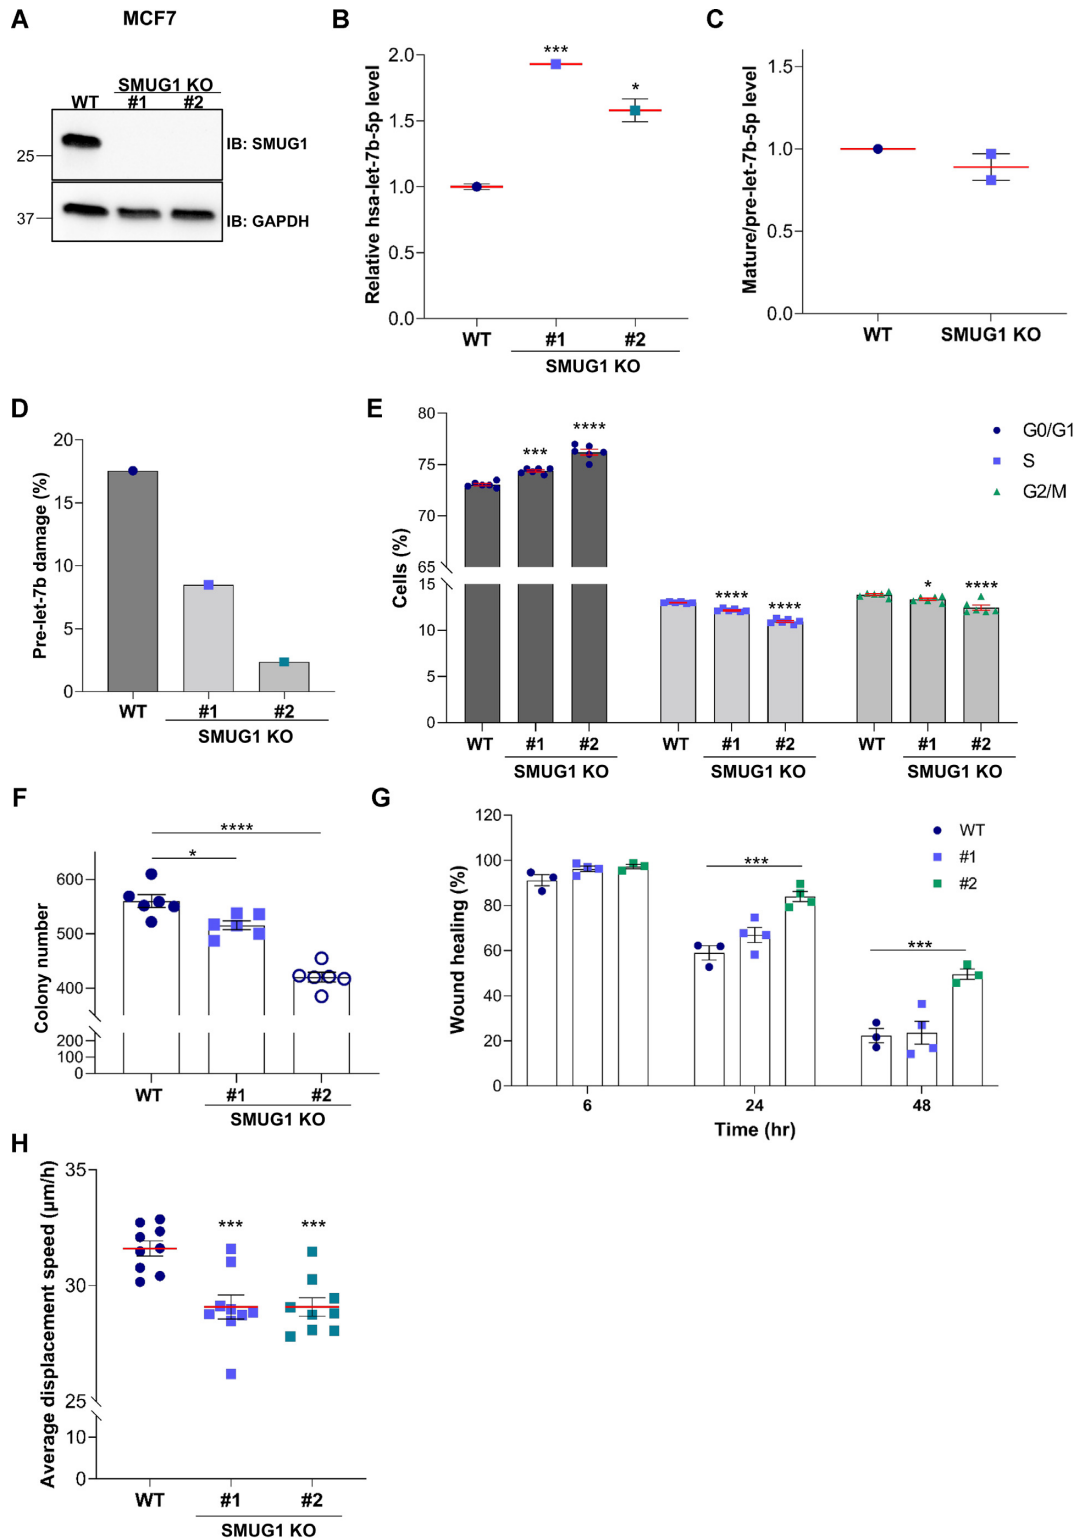 A
MCF7
SMUG1 KO
WT #1 #2
IB: SMUG1
25
37
IB: GAPDH
B
Relative hsa-let-7b-5p level
2.0
1.5
1.0
0.5
0.0
***
*
WT #1 #2
SMUG1 KO
C
Mature/pre-let-7b-5p level
1.5
1.0
0.5
0.0
WT SMUG1 KO
D
Pre-let-7b damage (%)
20
15
10
5
0
WT #1 #2
SMUG1 KO
E
Cells (%)
80
75
70
65
15
10
5
0
*** ****
**** ****
* ****
G0/G1
S
G2/M
WT #1 #2 WT #1 #2 WT #1 #2
SMUG1 KO SMUG1 KO SMUG1 KO
F
Colony number
600
500
400
200
100
0
****
*
WT #1 #2
SMUG1 KO
G
Wound healing (%)
120
100
80
60
40
20
0
***
***
WT
#1
#2
6 24 48
Time (hr)
H
Average displacement speed (µm/h)
35
30
25
10
0
*** ***
WT #1 #2
SMUG1 KO